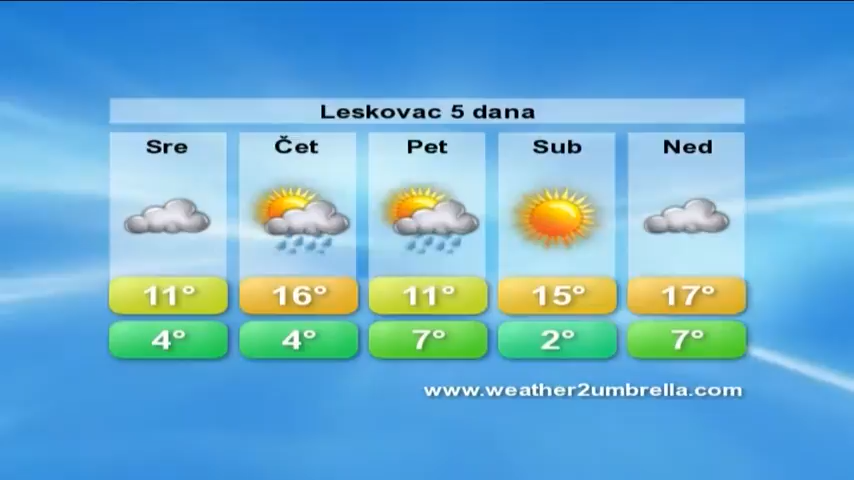 Leskovac 5 dana
Sre Čet Pet Sub Ned
11° 16° 11° 15° 17°
4° 4° 7° 2° 7°
www.weather2umbrella.com